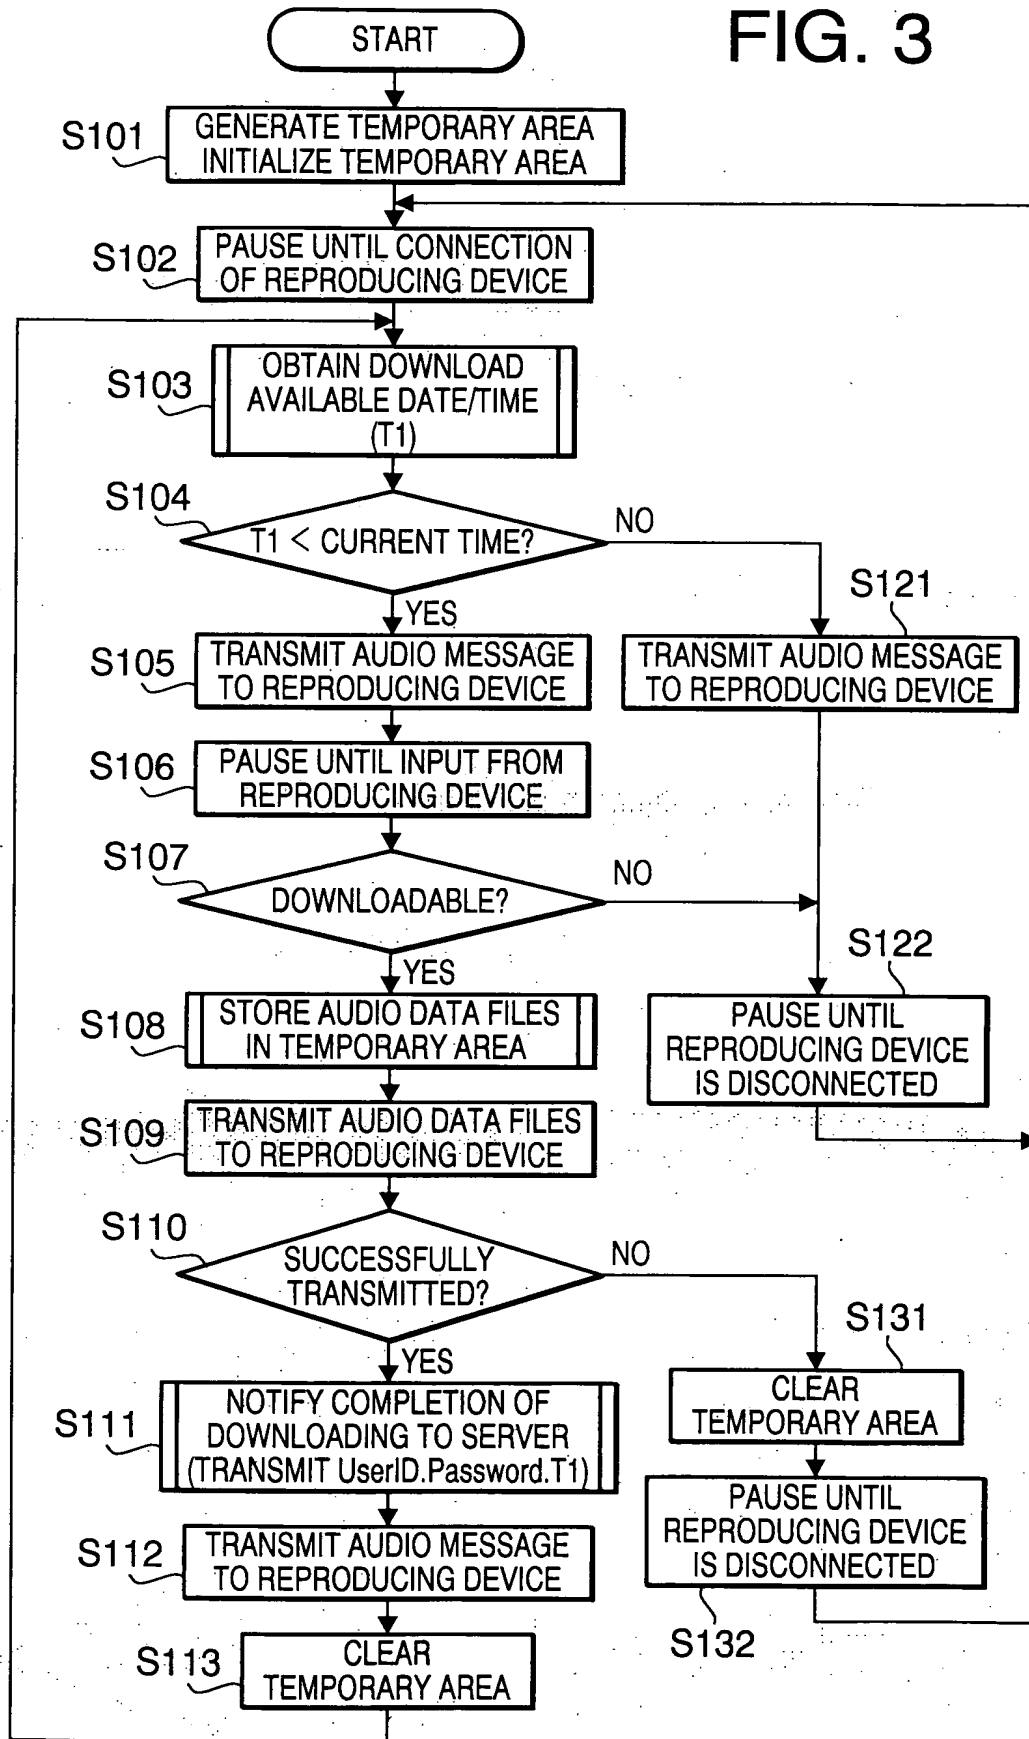 FIG. 3
START
S101
GENERATE TEMPORARY AREA
INITIALIZE TEMPORARY AREA
S102
PAUSE UNTIL CONNECTION
OF REPRODUCING DEVICE
S103
OBTAIN DOWNLOAD
AVAILABLE DATE/TIME
(T1)
S104
T1 < CURRENT TIME?
NO
YES
S105
TRANSMIT AUDIO MESSAGE
TO REPRODUCING DEVICE
S121
TRANSMIT AUDIO MESSAGE
TO REPRODUCING DEVICE
S106
PAUSE UNTIL INPUT FROM
REPRODUCING DEVICE
S107
DOWNLOADABLE?
NO
YES
S122
PAUSE UNTIL
REPRODUCING DEVICE
IS DISCONNECTED
S108
STORE AUDIO DATA FILES
IN TEMPORARY AREA
S109
TRANSMIT AUDIO DATA FILES
TO REPRODUCING DEVICE
S110
SUCCESSFULLY
TRANSMITTED?
NO
YES
S131
CLEAR
TEMPORARY AREA
S111
NOTIFY COMPLETION OF
DOWNLOADING TO SERVER
(TRANSMIT UserID.Password.T1)
PAUSE UNTIL
REPRODUCING DEVICE
IS DISCONNECTED
S132
S112
TRANSMIT AUDIO MESSAGE
TO REPRODUCING DEVICE
S113
CLEAR
TEMPORARY AREA